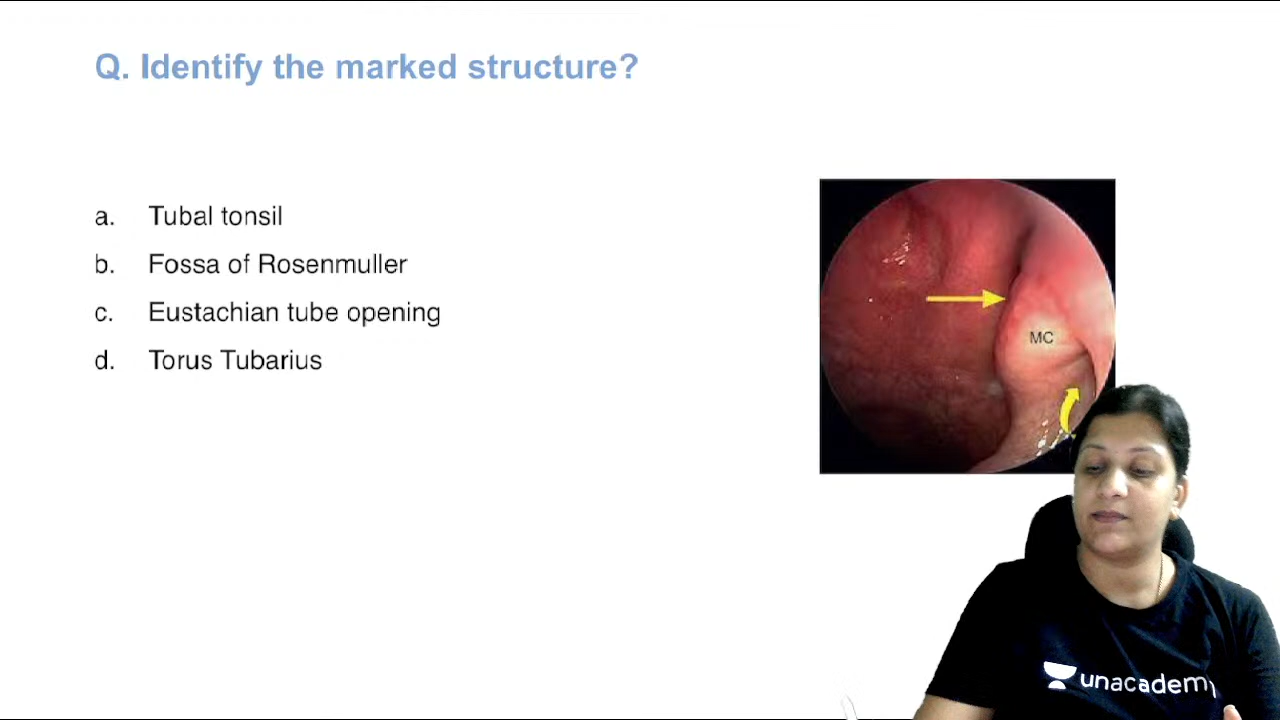 Q. Identify the marked structure?
a. Tubal tonsil
b. Fossa of Rosenmuller
c. Eustachian tube opening
d. Torus Tubarius
MC
unacademy